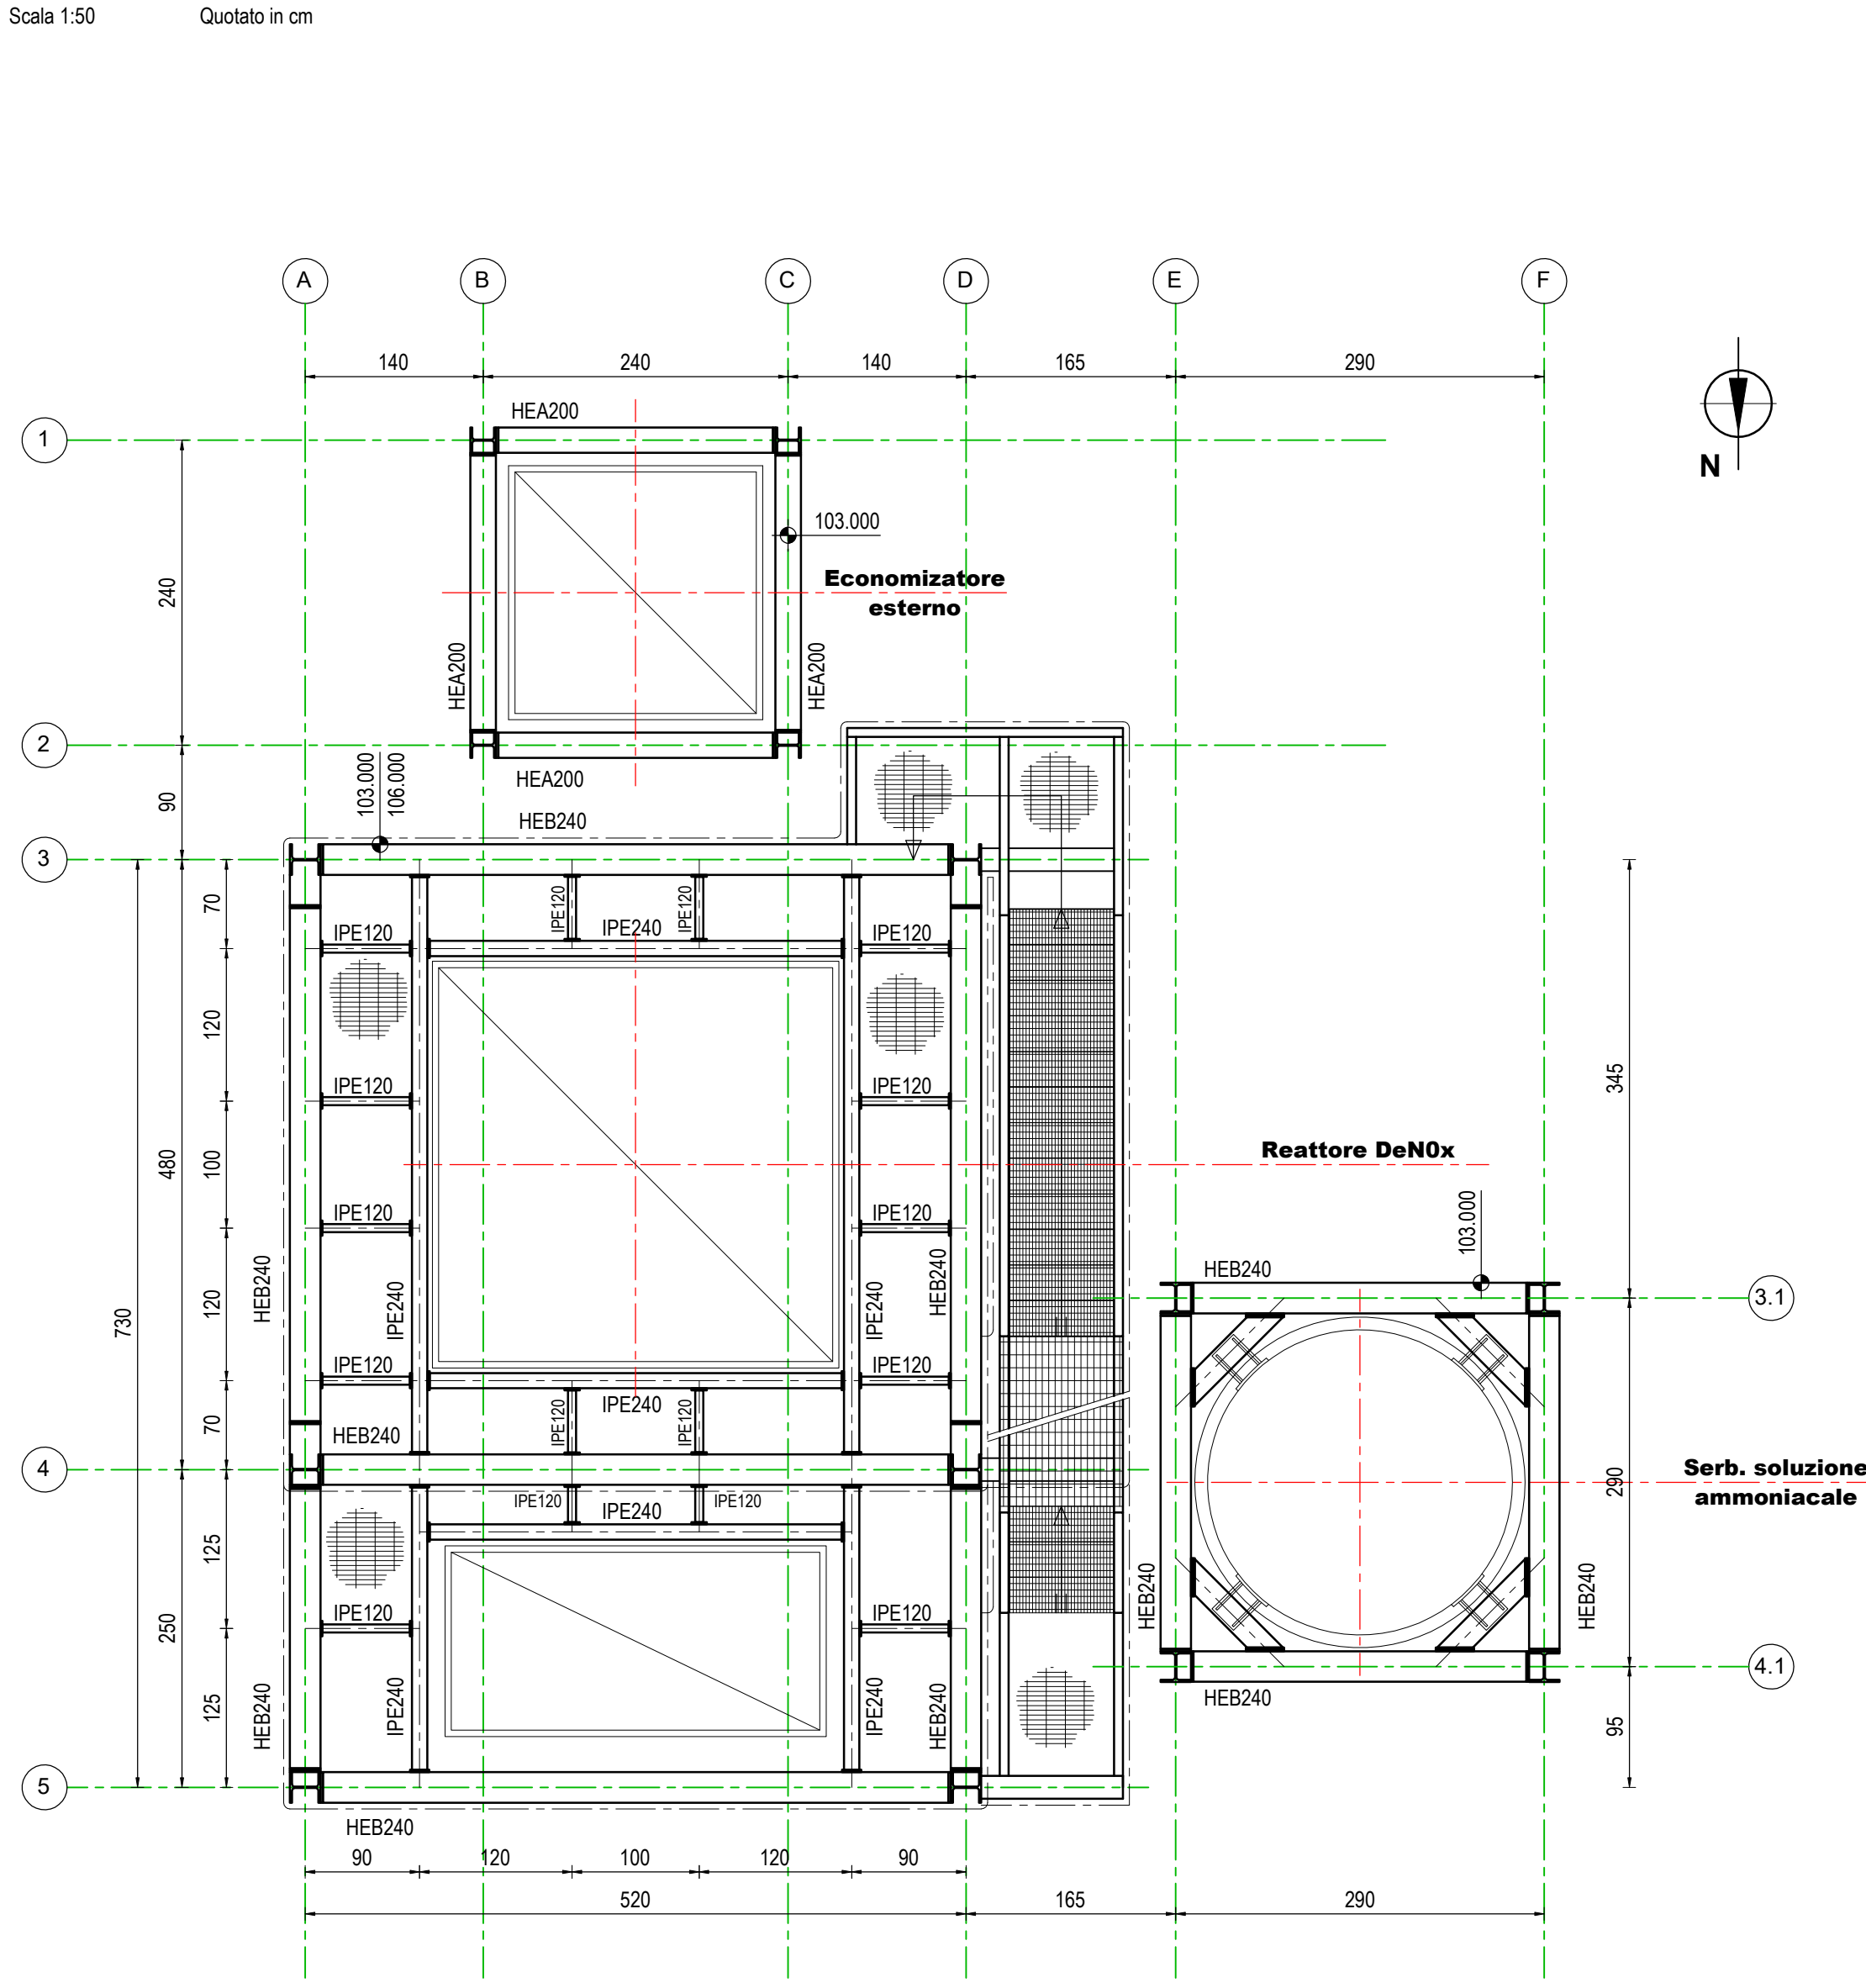 Scala 1:50 Quotato in cm
A B C D E F
140 240 140 165 290
HEA200
1
N
103.000
Economizatore
esterno
240
HEA200 HEA200
2
HEA200
90
103.000
106.000
HEB240
3
70
IPE120 IPE120 IPE240 IPE120 IPE120
120
IPE120 IPE120
345
480
100
Reattore DeN0x
IPE120 IPE120
103.000
HEB240
HEB240 IPE240 IPE240 HEB240
3.1
730
120
IPE120 IPE120
IPE120 IPE240 IPE120
70
HEB240
4
290
Serb. soluzione
ammoniacale
IPE120 IPE240 IPE120
125
IPE120 IPE120
HEB240 HEB240
250
4.1
HEB240
HEB240 IPE240 IPE240 HEB240
125
95
5
HEB240
90 120 100 120 90
520 165 290